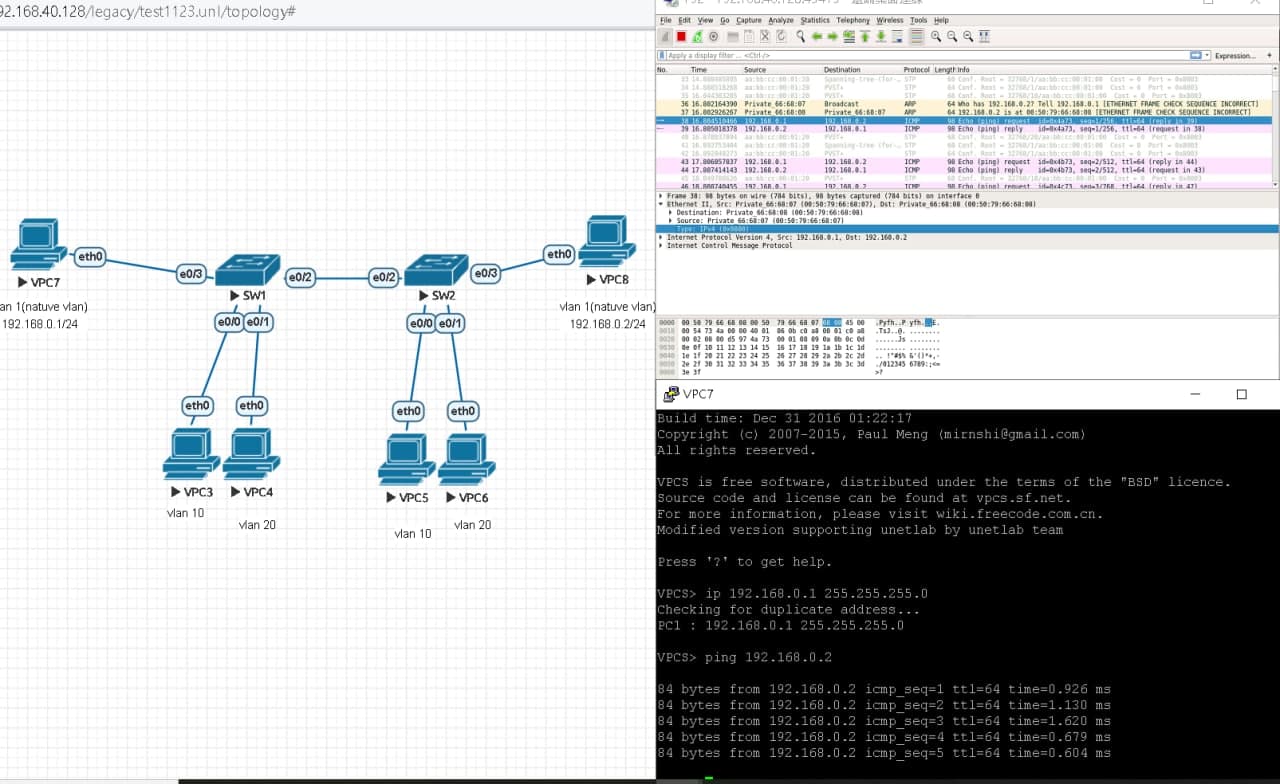 92.168.40.128/legacy/test1123.unl/topology#
eth0
VPC7
an 1(natuve vlan)
192.168.0.1/24
e0/3
SW1
e0/2
e0/2
SW2
e0/3
eth0
VPC8
vlan 1(natuve vlan)
192.168.0.2/24
e0/0 e0/1
e0/0 e0/1
eth0
eth0
eth0
eth0
VPC3
VPC4
VPC5
VPC6
vlan 10
vlan 20
vlan 10
vlan 20
File Edit View Go Capture Analyze Statistics Telephony Wireless Tools Help
Apply a display filter ... <Ctrl-/>
Expression... +
No. Time Source Destination Protocol Length Info
36 16.802164390 Private_66:68:07 Broadcast ARP 64 Who has 192.168.0.2? Tell 192.168.0.1 [ETHERNET FRAME CHECK SEQUENCE INCORRECT]
37 16.802926267 Private_66:68:08 Private_66:68:07 ARP 64 192.168.0.2 is at 00:50:79:66:68:08 [ETHERNET FRAME CHECK SEQUENCE INCORRECT]
38 16.804510466 192.168.0.1 192.168.0.2 ICMP 98 Echo (ping) request id=0x4a73, seq=1/256, ttl=64 (reply in 39)
39 16.805018378 192.168.0.2 192.168.0.1 ICMP 98 Echo (ping) reply id=0x4a73, seq=1/256, ttl=64 (request in 38)
43 17.806857037 192.168.0.1 192.168.0.2 ICMP 98 Echo (ping) request id=0x4b73, seq=2/512, ttl=64 (reply in 44)
44 17.807414143 192.168.0.2 192.168.0.1 ICMP 98 Echo (ping) reply id=0x4b73, seq=2/512, ttl=64 (request in 43)
Frame 38: 98 bytes on wire (784 bits), 98 bytes captured (784 bits) on interface 0
Ethernet II, Src: Private_66:68:07 (00:50:79:66:68:07), Dst: Private_66:68:08 (00:50:79:66:68:08)
Destination: Private_66:68:08 (00:50:79:66:68:08)
Source: Private_66:68:07 (00:50:79:66:68:07)
Type: IPv4 (0x0800)
Internet Protocol Version 4, Src: 192.168.0.1, Dst: 192.168.0.2
Internet Control Message Protocol
VPC7
Build time: Dec 31 2016 01:22:17
Copyright (c) 2007-2015, Paul Meng (mirnshi@gmail.com)
All rights reserved.
VPCS is free software, distributed under the terms of the "BSD" licence.
Source code and license can be found at vpcs.sf.net.
For more information, please visit wiki.freecode.com.cn.
Modified version supporting unetlab by unetlab team
Press '?' to get help.
VPCS> ip 192.168.0.1 255.255.255.0
Checking for duplicate address...
PC1 : 192.168.0.1 255.255.255.0
VPCS> ping 192.168.0.2
84 bytes from 192.168.0.2 icmp_seq=1 ttl=64 time=0.926 ms
84 bytes from 192.168.0.2 icmp_seq=2 ttl=64 time=1.130 ms
84 bytes from 192.168.0.2 icmp_seq=3 ttl=64 time=1.620 ms
84 bytes from 192.168.0.2 icmp_seq=4 ttl=64 time=0.679 ms
84 bytes from 192.168.0.2 icmp_seq=5 ttl=64 time=0.604 ms